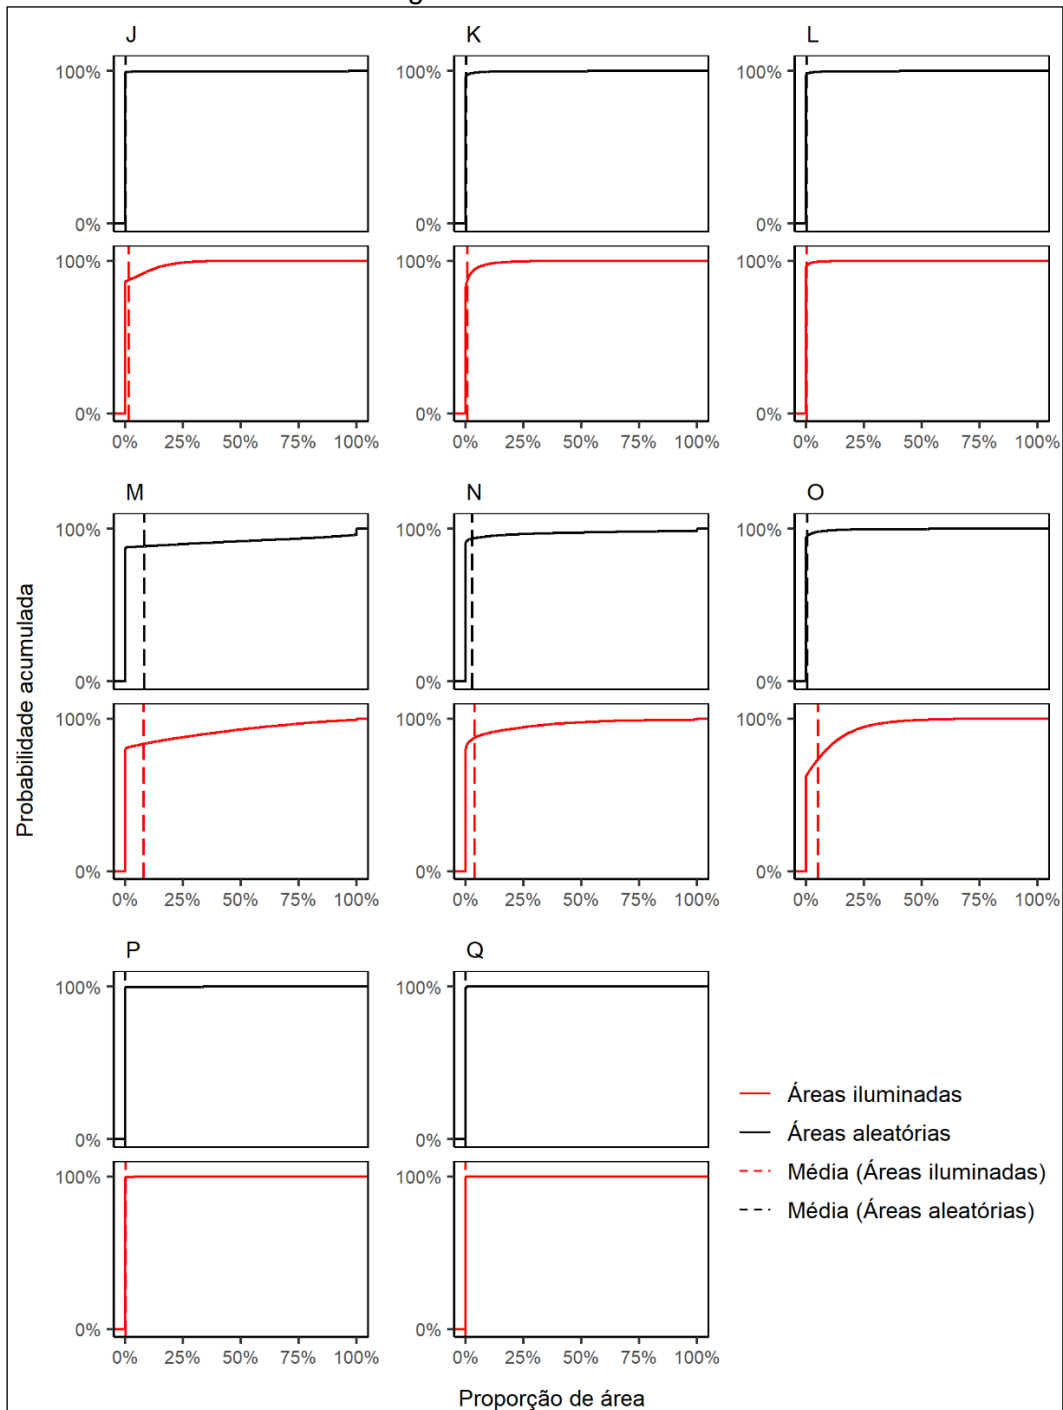 J K L
100% 100% 100%
0% 0% 0%
100% 100% 100%
0% 0% 0%
0% 25% 50% 75% 100% 0% 25% 50% 75% 100% 0% 25% 50% 75% 100%
M N O
100% 100% 100%
0% 0% 0%
100% 100% 100%
0% 0% 0%
0% 25% 50% 75% 100% 0% 25% 50% 75% 100% 0% 25% 50% 75% 100%
Probabilidade acumulada
P Q
100% 100%
0% 0%
100% 100%
0% 0%
0% 25% 50% 75% 100% 0% 25% 50% 75% 100%
Áreas iluminadas
Áreas aleatórias
Média (Áreas iluminadas)
Média (Áreas aleatórias)
Proporção de área